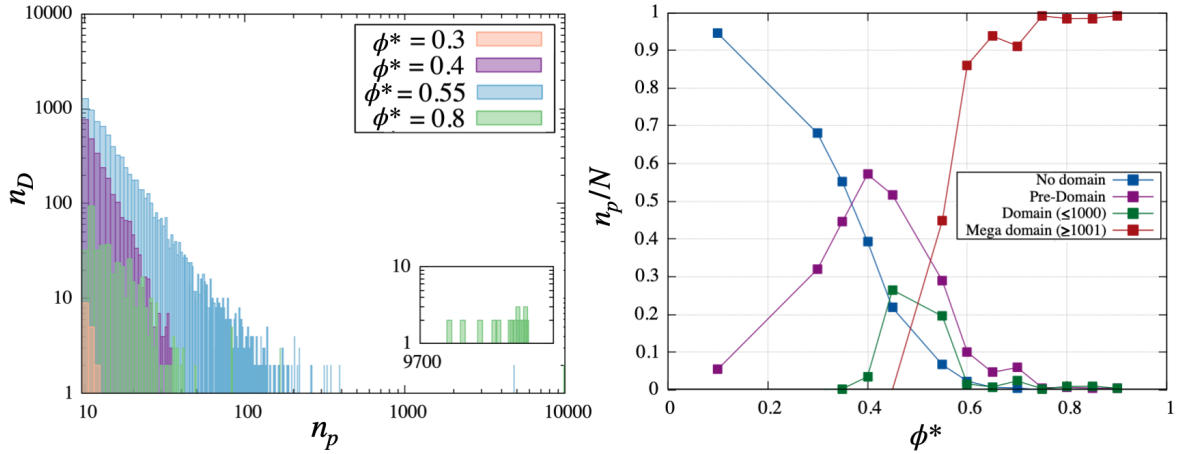 10000
1000
100
10
1
n_D
ϕ* = 0.3
ϕ* = 0.4
ϕ* = 0.55
ϕ* = 0.8
10
1
9700
10 100 1000 10000
n_p
1
0.9
0.8
0.7
0.6
0.5
0.4
0.3
0.2
0.1
0
n_p/N
No domain
Pre-Domain
Domain (≤1000)
Mega domain (≥1001)
0 0.2 0.4 0.6 0.8 1
ϕ*